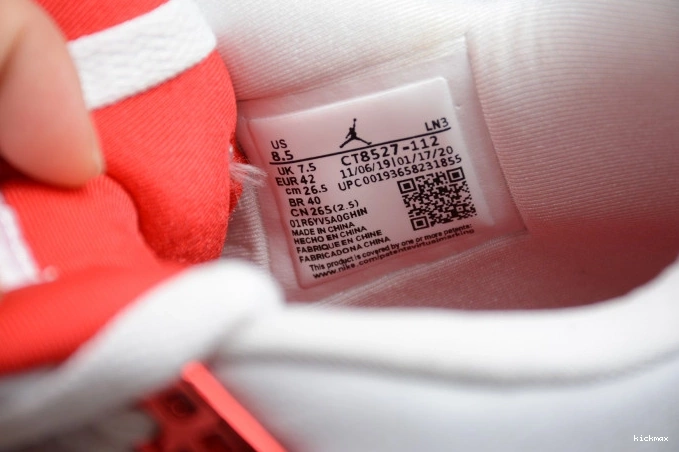 US
8.5
LN3
UK 7.5
CT8527-112
EUR 42
11/06/19|01/17/20
cm 26.5
UPC00193658231855
BR 40
CN 265(2.5)
01R6YV5A0GHIN
MADE IN CHINA
HECHO EN CHINA
FABRIQUE EN CHINE
FABRICADO NA CHINA
This product is covered by one or more patents:
www.nike.com/patentsvirtualmarking
kickmax